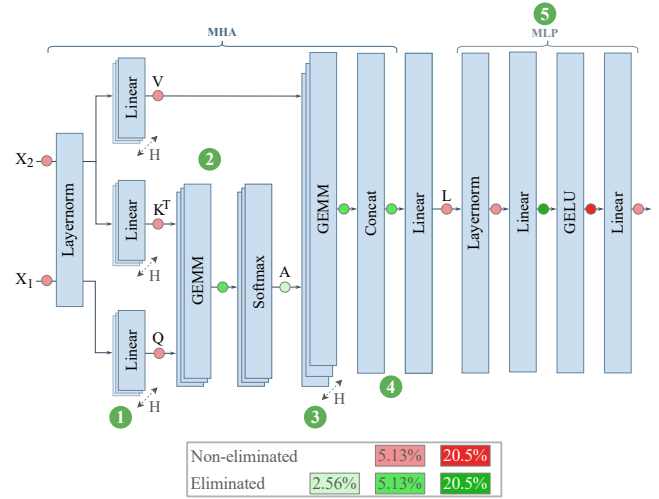 5
MHA
MLP
Linear
V
H
2
X2
Layernorm
Linear
K^T
H
GEMM
Softmax
A
GEMM
Concat
Linear
L
Layernorm
Linear
GELU
Linear
X1
Linear
Q
H
1
3
H
4
Non-eliminated 5.13% 20.5%
Eliminated 2.56% 5.13% 20.5%